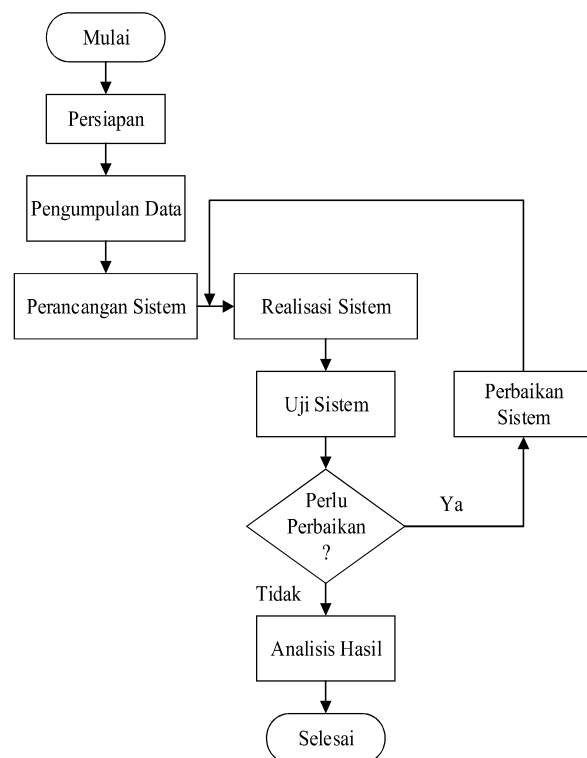 Mulai
Persiapan
Pengumpulan Data
Perancangan Sistem
Realisasi Sistem
Uji Sistem
Perbaikan
Sistem
Perlu
Perbaikan
?
Ya
Tidak
Analisis Hasil
Selesai